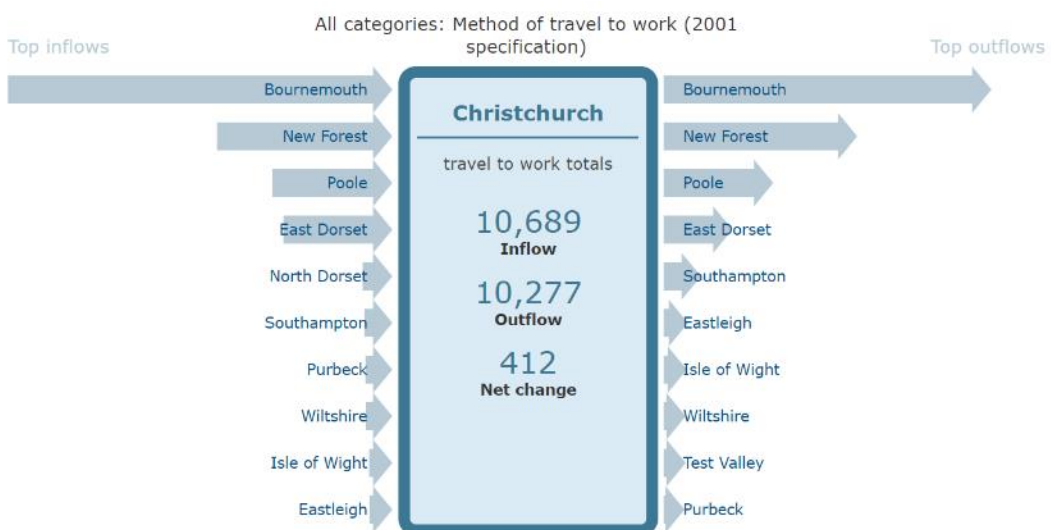 All categories: Method of travel to work (2001
specification)
Top inflows
Top outflows
Bournemouth
New Forest
Poole
East Dorset
North Dorset
Southampton
Purbeck
Wiltshire
Isle of Wight
Eastleigh
Christchurch
travel to work totals
10,689
Inflow
10,277
Outflow
412
Net change
Bournemouth
New Forest
Poole
East Dorset
Southampton
Eastleigh
Isle of Wight
Wiltshire
Test Valley
Purbeck